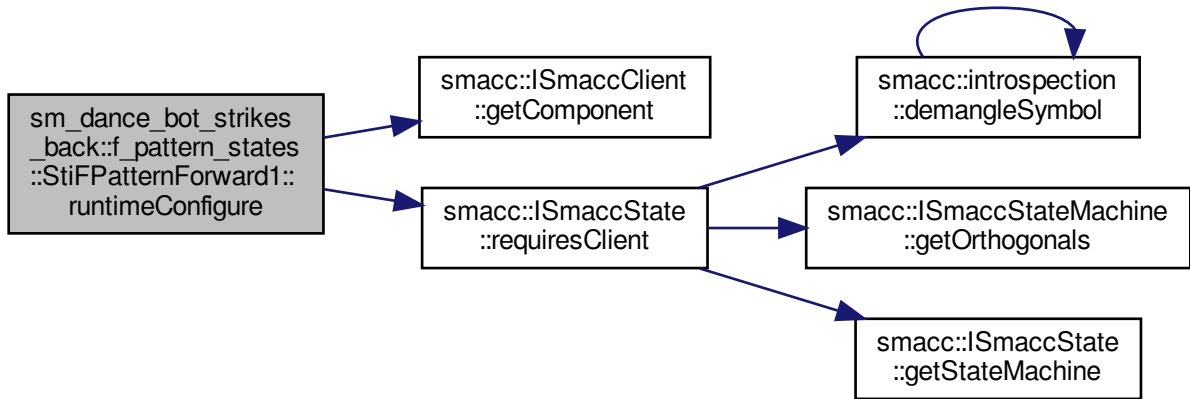 sm_dance_bot_strikes
_back::f_pattern_states
::StiFPatternForward1::
runtimeConfigure
smacc::ISmaccClient
::getComponent
smacc::ISmaccState
::requiresClient
smacc::introspection
::demangleSymbol
smacc::ISmaccStateMachine
::getOrthogonals
smacc::ISmaccState
::getStateMachine